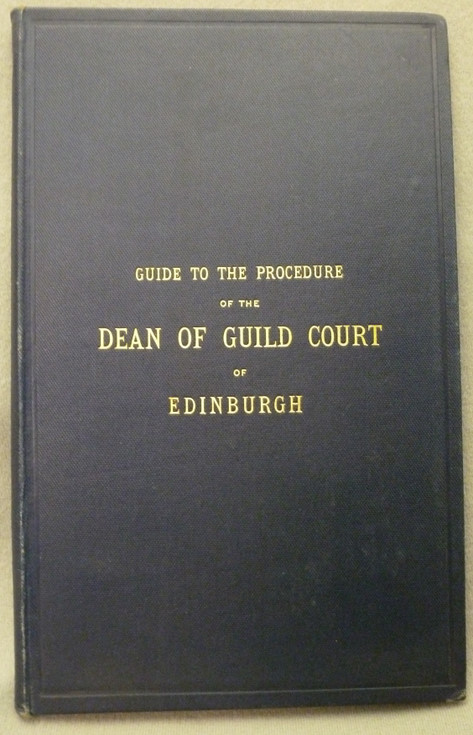 GUIDE TO THE PROCEDURE
OF THE
DEAN OF GUILD COURT
OF
EDINBURGH